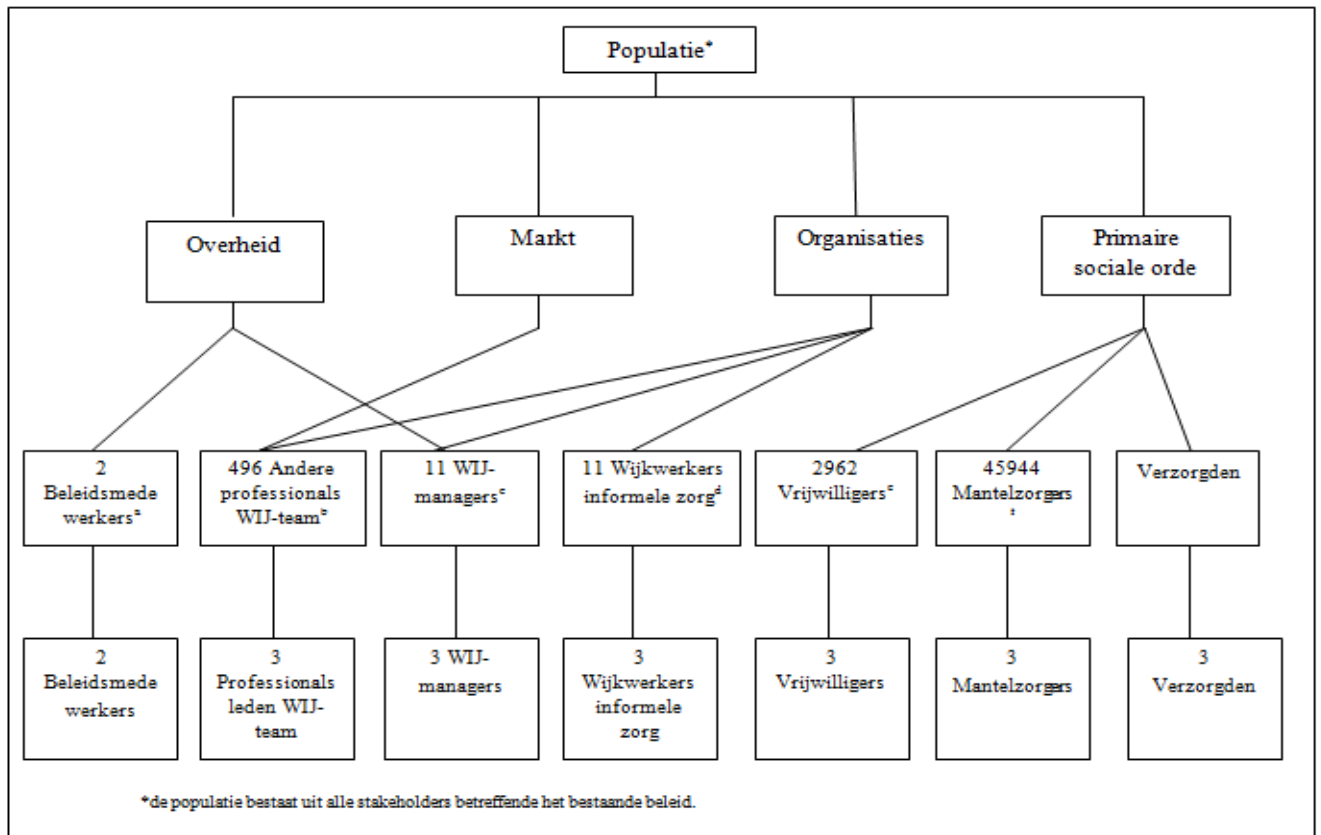 Populatie*
Overheid
Markt
Organisaties
Primaire
sociale orde
2
Beleidsmede
werkers
496 Andere
professionals
WIJ-team
11 WIJ-
managers
11 Wijkwerkers
informele zorg
2962
Vrijwilligers
45944
Mantelzorgers
Verzorgden
2
Beleidsmede
werkers
3
Professionals
leden WIJ-
team
3 WIJ-
managers
3
Wijkwerkers
informele
zorg
3
Vrijwilligers
3
Mantelzorgers
3
Verzorgden
*de populatie bestaat uit alle stakeholders betreffende het bestaande beleid.